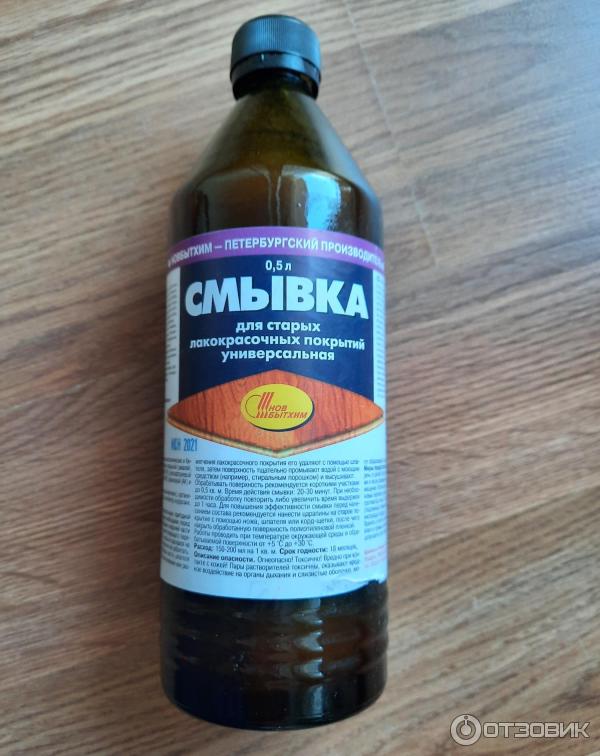 НОВБЫТХИМ — ПЕТЕРБУРГСКИЙ ПРОИЗВОДИТЕЛЬ
0,5 л
СМЫВКА
для старых
лакокрасочных покрытий
универсальная
НОВ
БЫТХИМ
ИЮН 2021
мягчения лакокрасочного покрытия его удаляют с помощью шпа-
теля, затем поверхность тщательно промывают водой с моющим
средством (например, стиральным порошком) и высушивают.
Обрабатывать поверхность рекомендуется короткими участками
до 0,5 кв. м. Время действия смывки: 20-30 минут. При необхо-
димости обработку повторить либо увеличить время выдержки
до 1 часа. Для повышения эффективности смывки перед нане-
сением состава рекомендуется нанести царапины на старое по-
крытие с помощью ножа, шпателя или корд-щетки, после чего
накрыть обработанную поверхность полиэтиленовой пленкой.
Работы проводить при температуре окружающей среды и обра-
батываемой поверхности от +5 °С до +30 °С.
Расход: 150-200 мл на 1 кв. м. Срок годности: 18 месяцев.
Описание опасности. Огнеопасно! Токсично! Вредно при кон-
такте с кожей! Пары растворителей токсичны, оказывают вред-
ное воздействие на органы дыхания и слизистые оболочки,
ОТЗОВИК